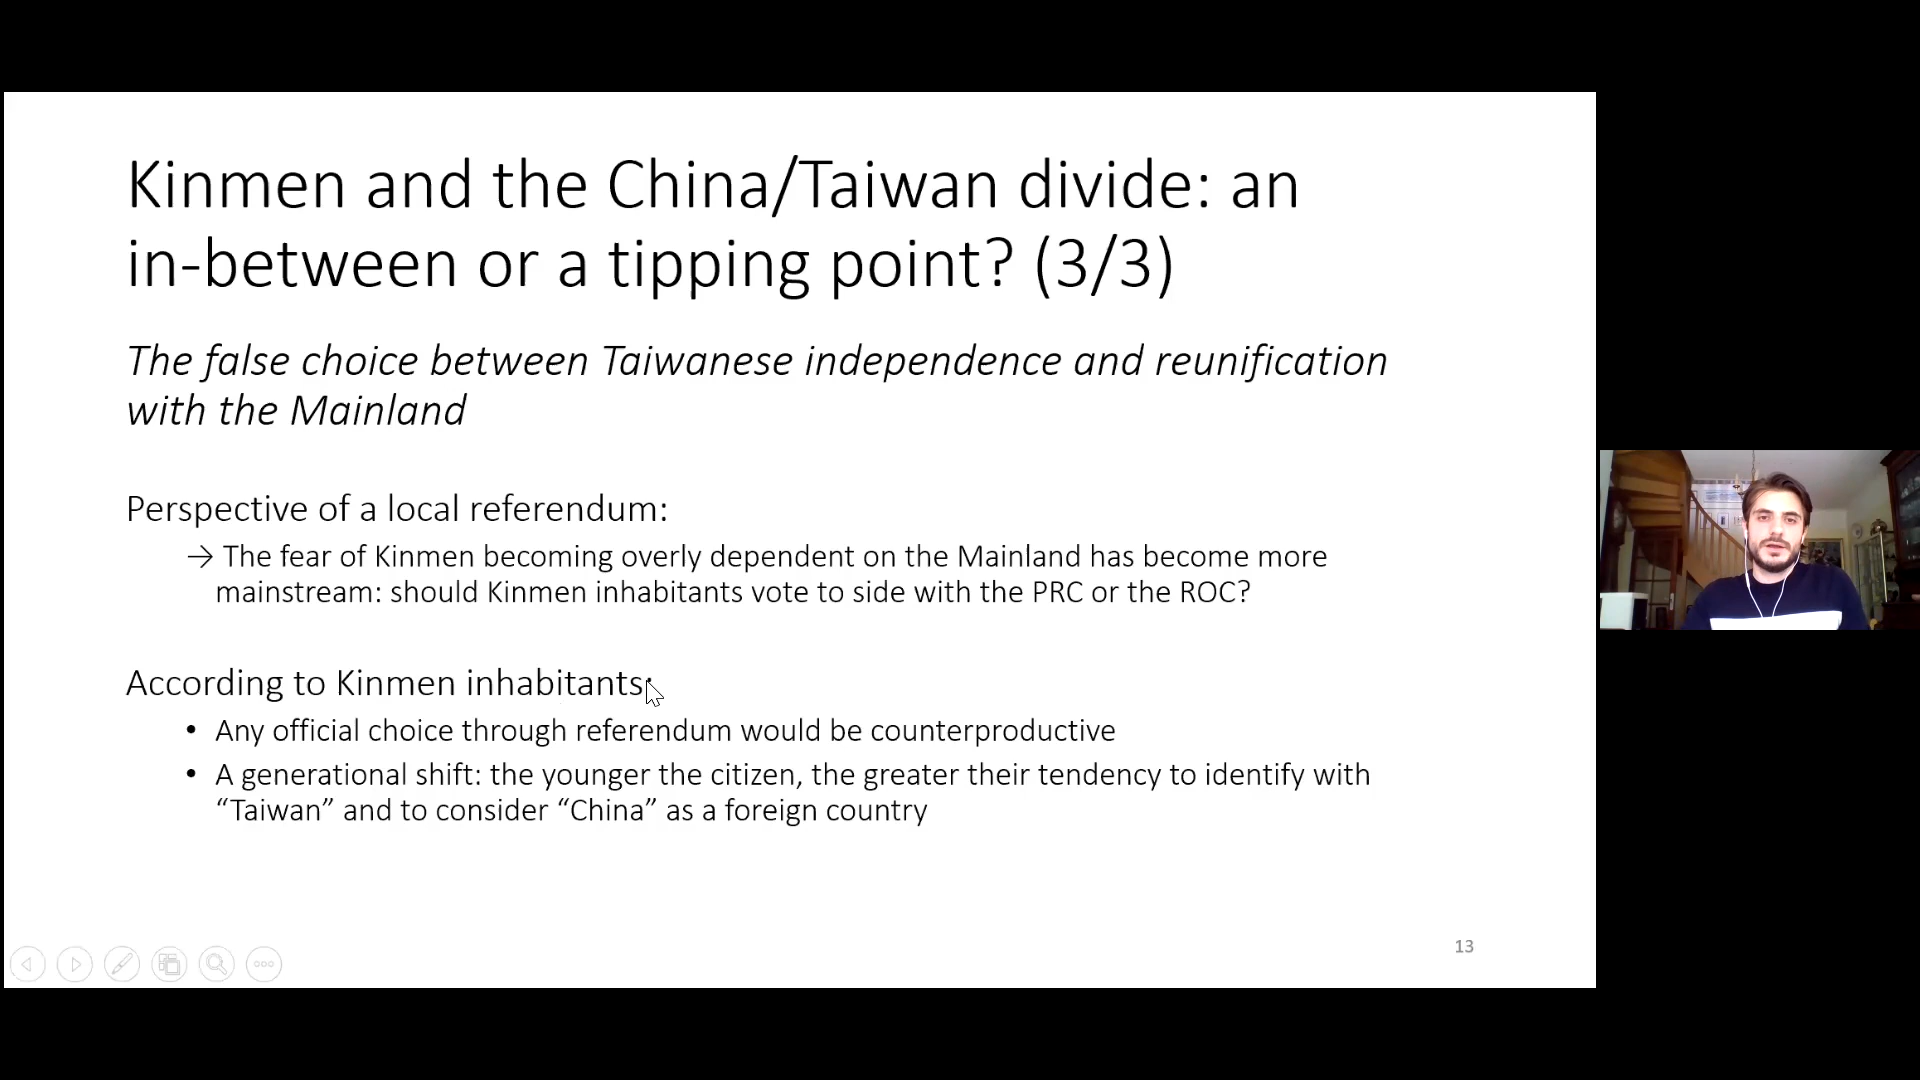 Kinmen and the China/Taiwan divide: an
in-between or a tipping point? (3/3)
The false choice between Taiwanese independence and reunification
with the Mainland
Perspective of a local referendum:
→ The fear of Kinmen becoming overly dependent on the Mainland has become more
mainstream: should Kinmen inhabitants vote to side with the PRC or the ROC?
According to Kinmen inhabitants:
• Any official choice through referendum would be counterproductive
• A generational shift: the younger the citizen, the greater their tendency to identify with
“Taiwan” and to consider “China” as a foreign country
13